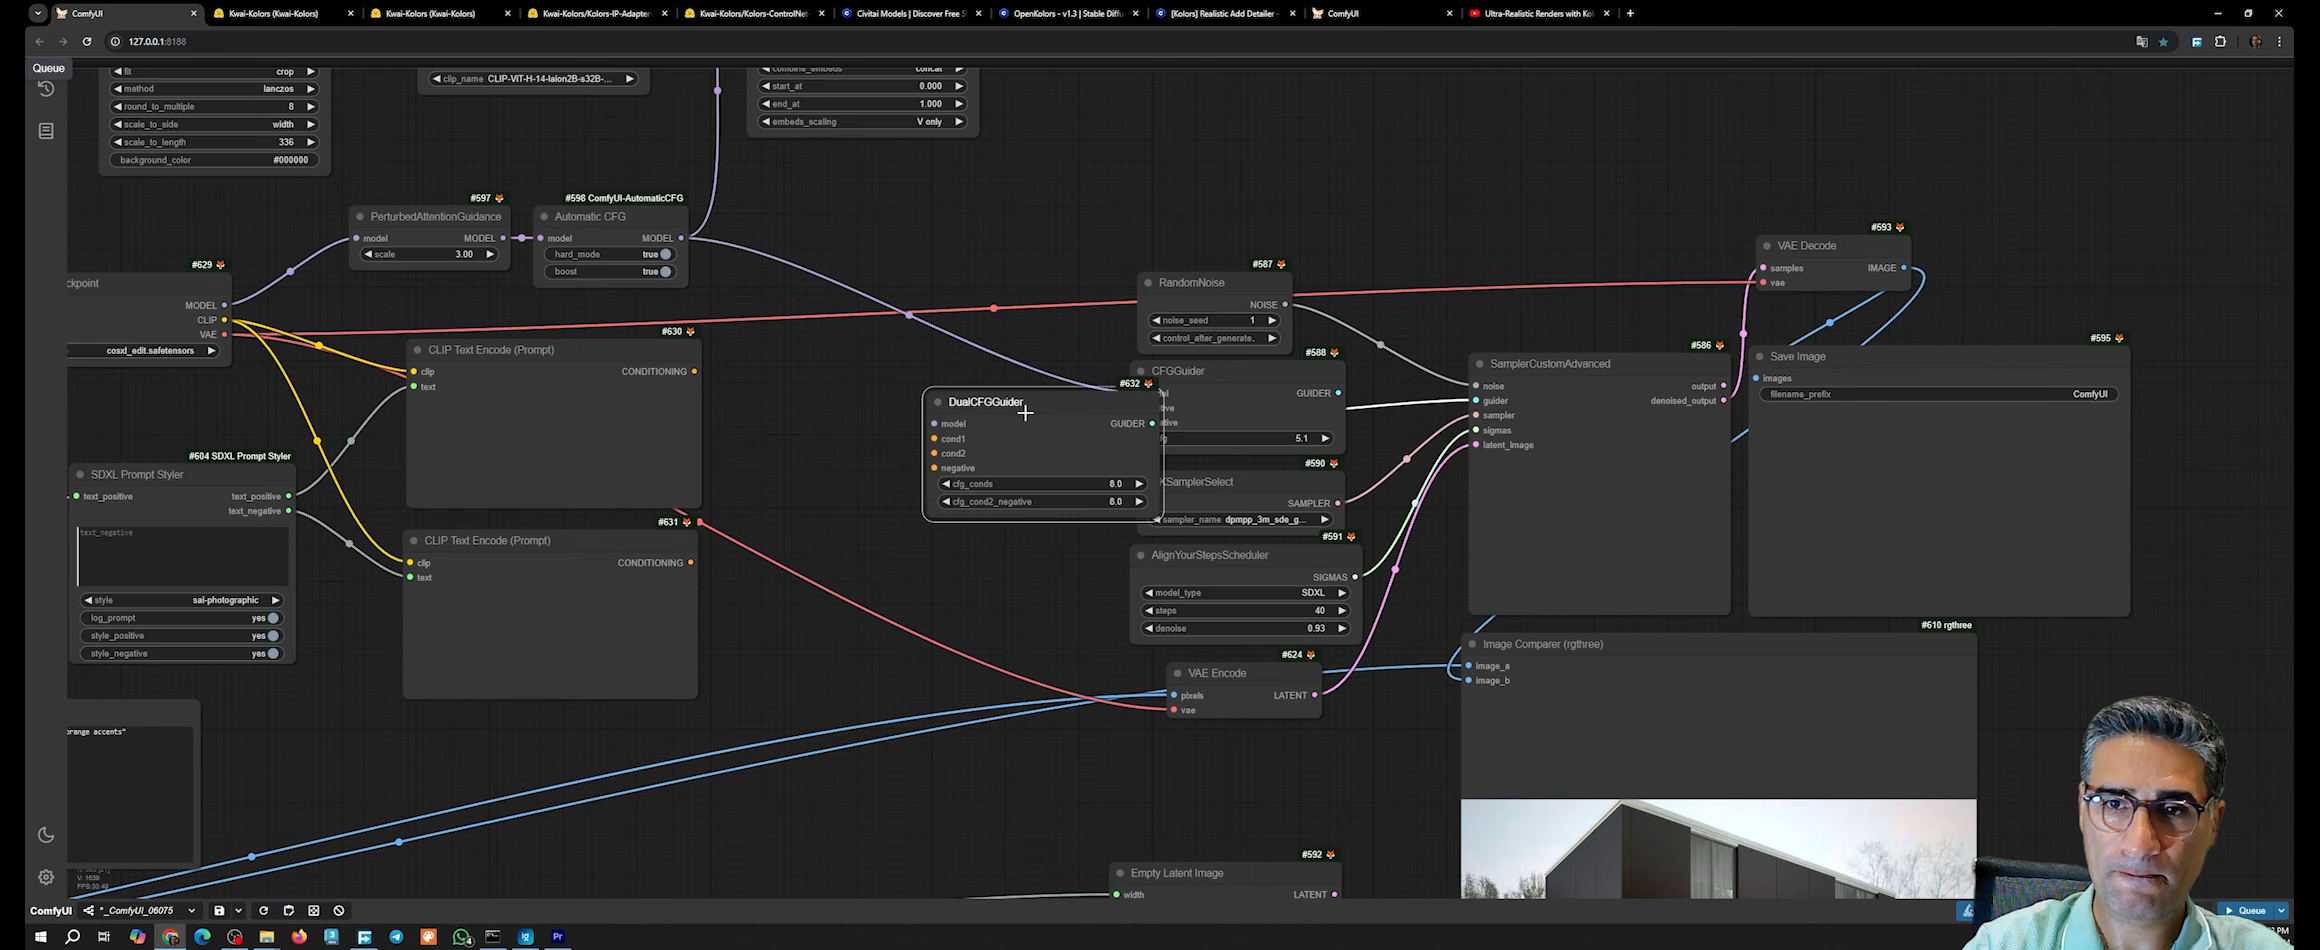 ComfyUI
Kwai-Kolors (Kwai-Kolors)
Kwai-Kolors (Kwai-Kolors)
Kwai-Kolors/Kolors-IP-Adapter-
Kwai-Kolors/Kolors-ControlNet-
Civitai Models | Discover Free S
OpenKolors - v1.3 | Stable Diffu
[Kolors] Realistic Add Detailer -
ComfyUI
Ultra-Realistic Renders with Kol
127.0.0.1:8188
Queue
fit crop
method lanczos
round_to_multiple 8
scale_to_side width
scale_to_length 336
background_color #000000
clip_name CLIP-VIT-H-14-laion2B-s32B-...
combine_embeds concat
start_at 0.000
end_at 1.000
embeds_scaling V only
#597
PerturbedAttentionGuidance
model MODEL
scale 3.00
#598 ComfyUI-AutomaticCFG
Automatic CFG
model MODEL
hard_mode true
boost true
#629
ckpoint
MODEL
CLIP
VAE
cosxl_edit.safetensors
#630
CLIP Text Encode (Prompt)
clip CONDITIONING
text
#604 SDXL Prompt Styler
SDXL Prompt Styler
text_positive text_positive
text_negative
text_negative
style sai-photographic
log_prompt yes
style_positive yes
style_negative yes
#631
CLIP Text Encode (Prompt)
clip CONDITIONING
text
orange accents"
V: 1639
FPS:30.49
#587
RandomNoise
NOISE
noise_seed 1
control_after_generate.
#588
CFGGuider
GUIDER
5.1
#632
DualCFGGuider
model GUIDER
cond1
cond2
negative
cfg_conds 8.0
cfg_cond2_negative 8.0
#590
KSamplerSelect
SAMPLER
sampler_name dpmpp_3m_sde_g...
#591
AlignYourStepsScheduler
SIGMAS
model_type SDXL
steps 40
denoise 0.93
#624
VAE Encode
pixels LATENT
vae
#592
Empty Latent Image
width LATENT
#586
SamplerCustomAdvanced
noise output
guider denoised_output
sampler
sigmas
latent_image
#593
VAE Decode
samples IMAGE
vae
#595
Save Image
images
filename_prefix ComfyUI
#610 rgthree
Image Comparer (rgthree)
image_a
image_b
ComfyUI
*_ComfyUI_06075
Queue